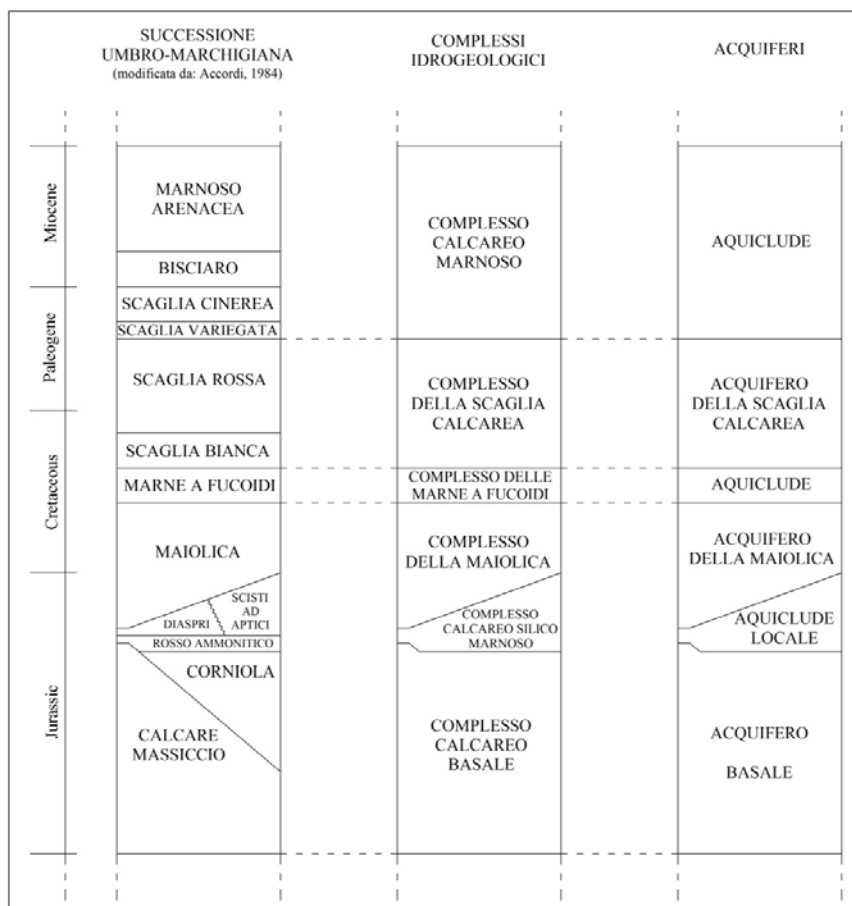 SUCCESSIONE
UMBRO-MARCHIGIANA
(modificata da: Accordi, 1984)
COMPLESSI
IDROGEOLOGICI
ACQUIFERI
Miocene
Paleogene
Cretaccous
Jurassic
MARNOSO
ARENACEA
BISCIARO
SCAGLIA CINEREA
SCAGLIA VARIEGATA
SCAGLIA ROSSA
SCAGLIA BIANCA
MARNE A FUCOIDI
MAIOLICA
DIASPRI
SCISTI
AD
APTICI
ROSSO AMMONITICO
CORNIOLA
CALCARE
MASSICCIO
COMPLESSO
CALCAREO
MARNOSO
COMPLESSO
DELLA SCAGLIA
CALCAREA
COMPLESSO DELLE
MARNE A FUCOIDI
COMPLESSO
DELLA MAIOLICA
COMPLESSO
CALCAREO SILICO
MARNOSO
COMPLESSO
CALCAREO
BASALE
AQUICLUDE
ACQUIFERO
DELLA SCAGLIA
CALCAREA
AQUICLUDE
ACQUIFERO
DELLA MAIOLICA
AQUICLUDE
LOCALE
ACQUIFERO
BASALE